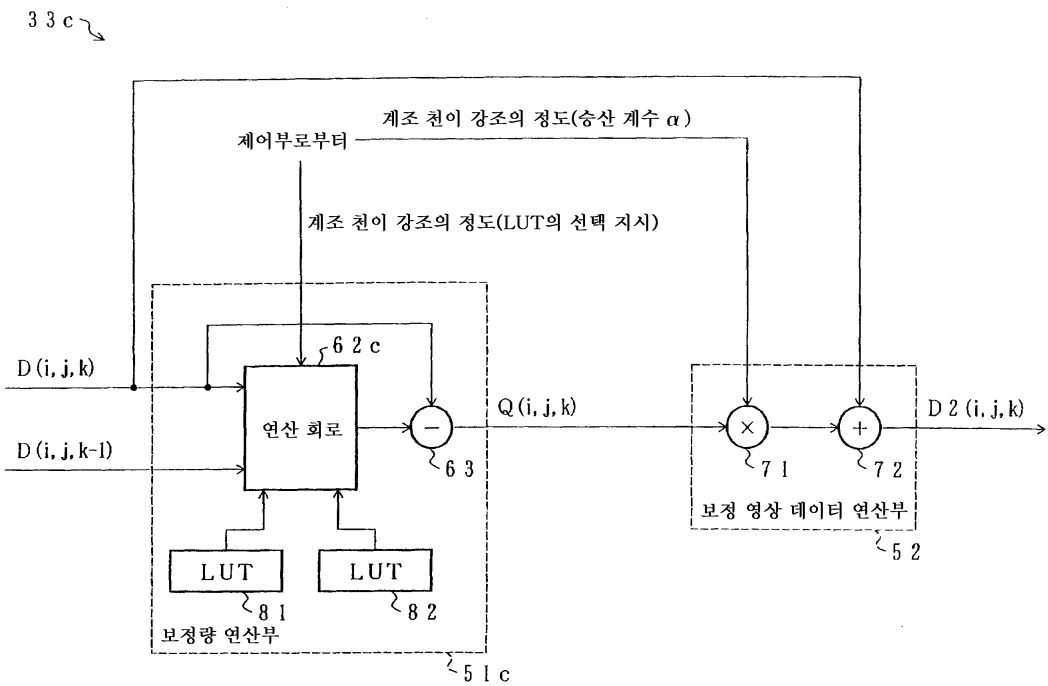 33c
계조 천이 강조의 정도(승산 계수 α)
제어부로부터
계조 천이 강조의 정도(LUT의 선택 지시)
62c
D(i,j,k)
Q(i,j,k)
D2(i,j,k)
연산 회로
−
×
+
D(i,j,k-1)
63
71
72
보정 영상 데이터 연산부
52
LUT
LUT
81
82
보정량 연산부
51c